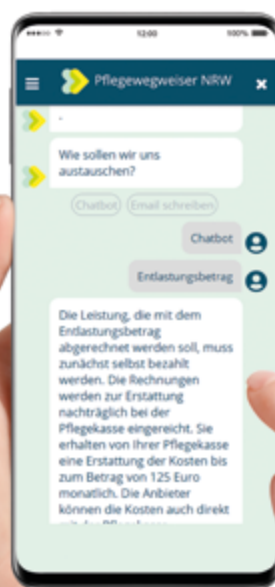 12:00
100%
Pflegewegweiser NRW
-
Wie sollen wir uns
austauschen?
Chatbot
Email schreiben
Chatbot
Entlastungsbetrag
Die Leistung, die mit dem
Entlastungsbetrag
abgerechnet werden soll, muss
zunächst selbst bezahlt
werden. Die Rechnungen
werden zur Erstattung
nachträglich bei der
Pflegekasse eingereicht. Sie
erhalten von Ihrer Pflegekasse
eine Erstattung der Kosten bis
zum Betrag von 125 Euro
monatlich. Die Anbieter
können die Kosten auch direkt
mit der Pflegekasse